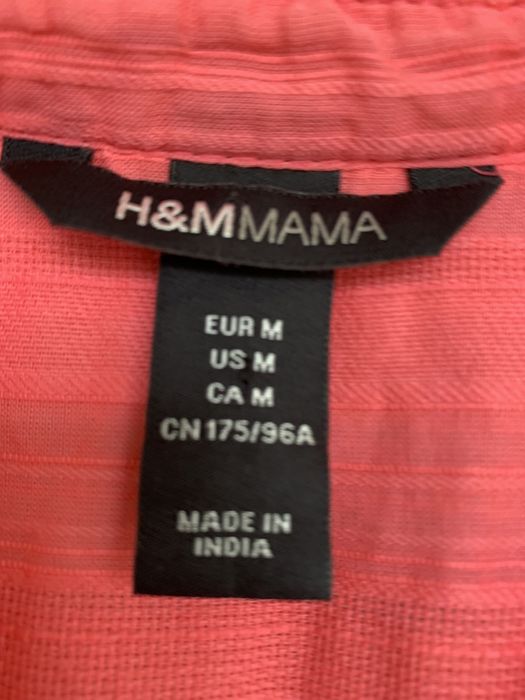 H&MMAMA
EUR M
US M
CA M
CN 175/96A
MADE IN
INDIA